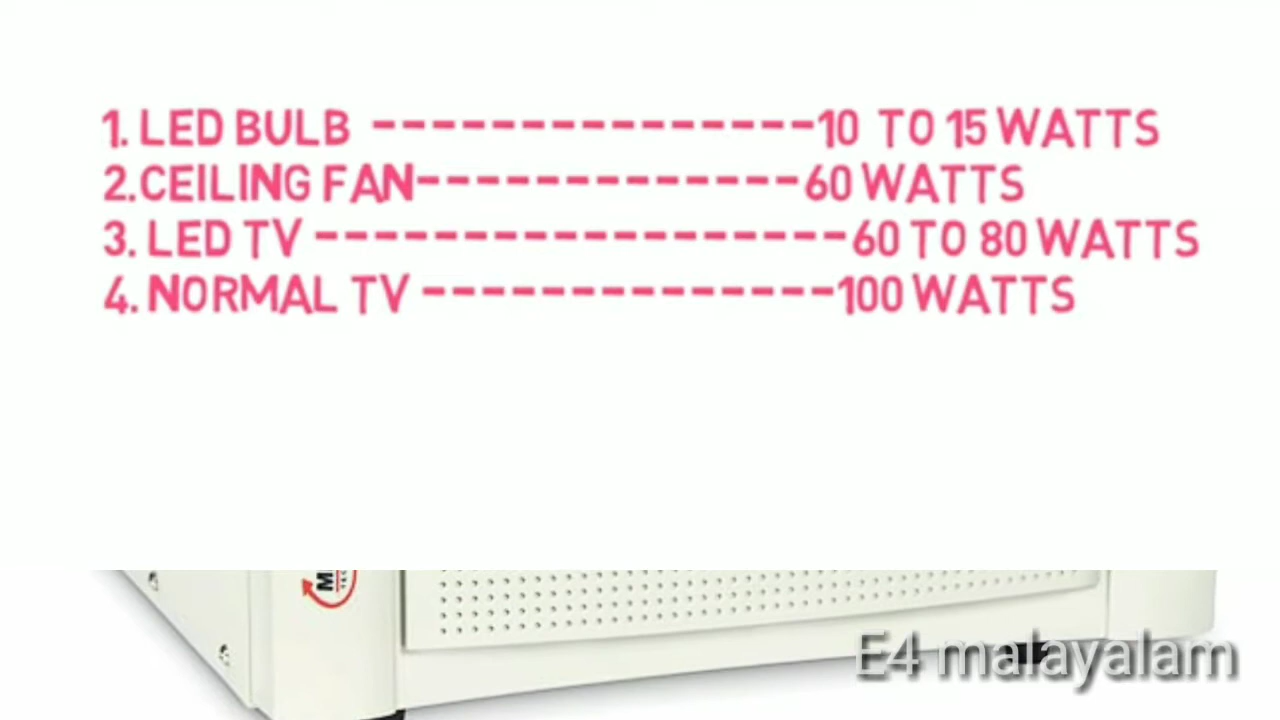 1. LED BULB ---------------10 TO 15 WATTS
2.CEILING FAN-------------60 WATTS
3. LED TV ------------------60 TO 80 WATTS
4. NORMAL TV --------------100 WATTS
E4 malayalam